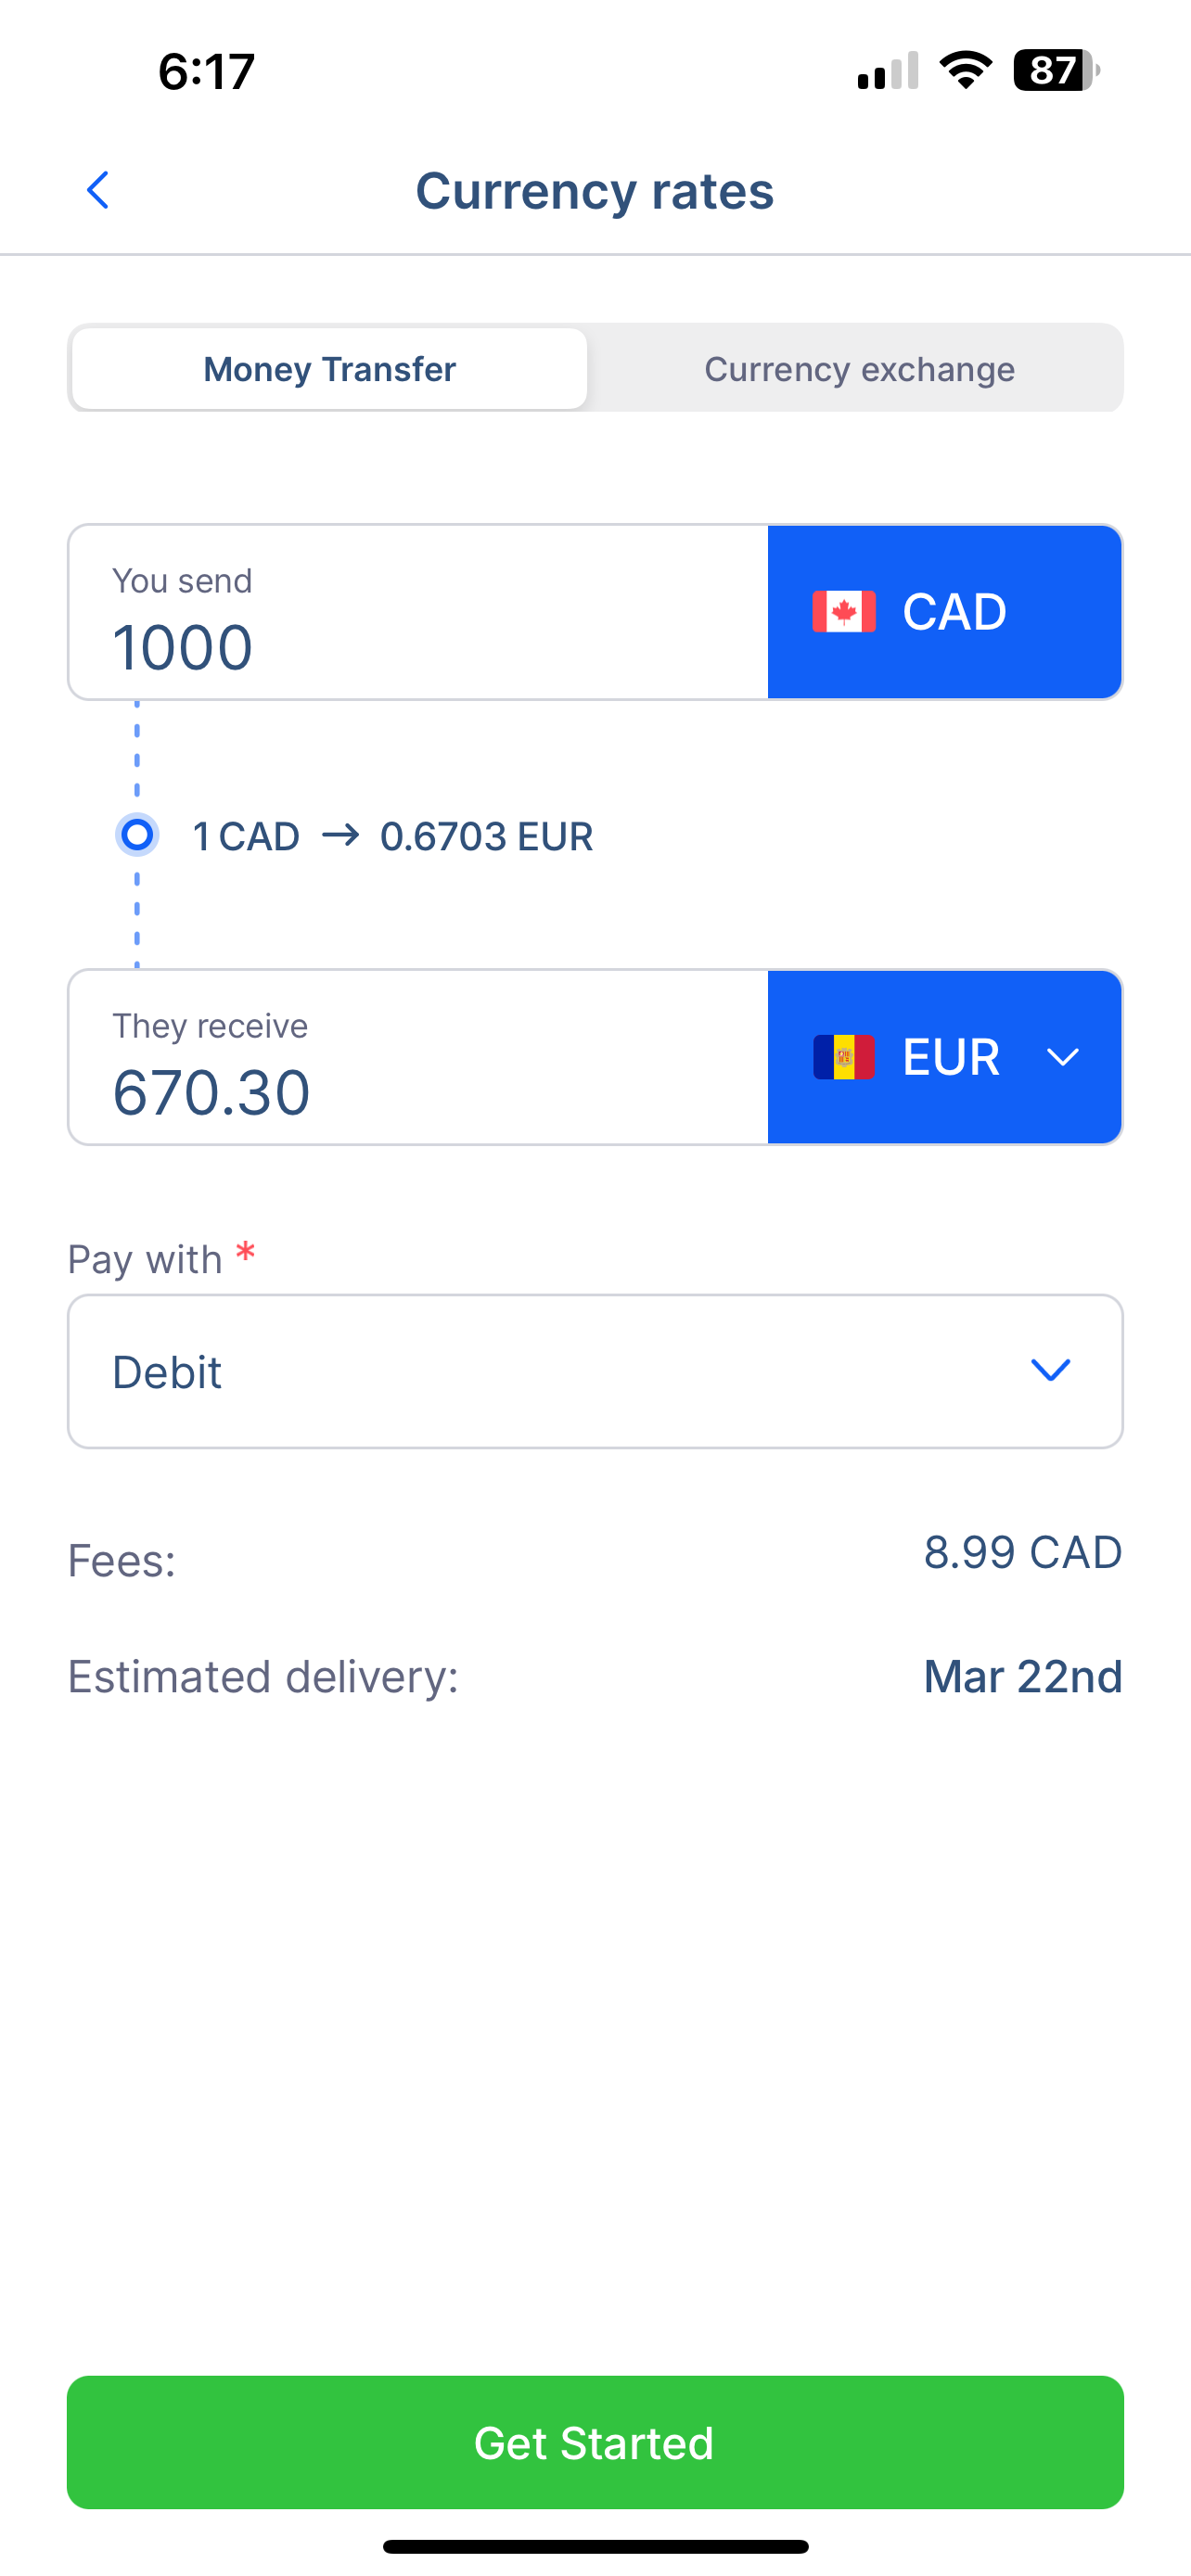 6:17
87
Currency rates
Money Transfer
Currency exchange
You send
1000
CAD
1 CAD → 0.6703 EUR
They receive
670.30
EUR
Pay with *
Debit
Fees:
8.99 CAD
Estimated delivery:
Mar 22nd
Get Started